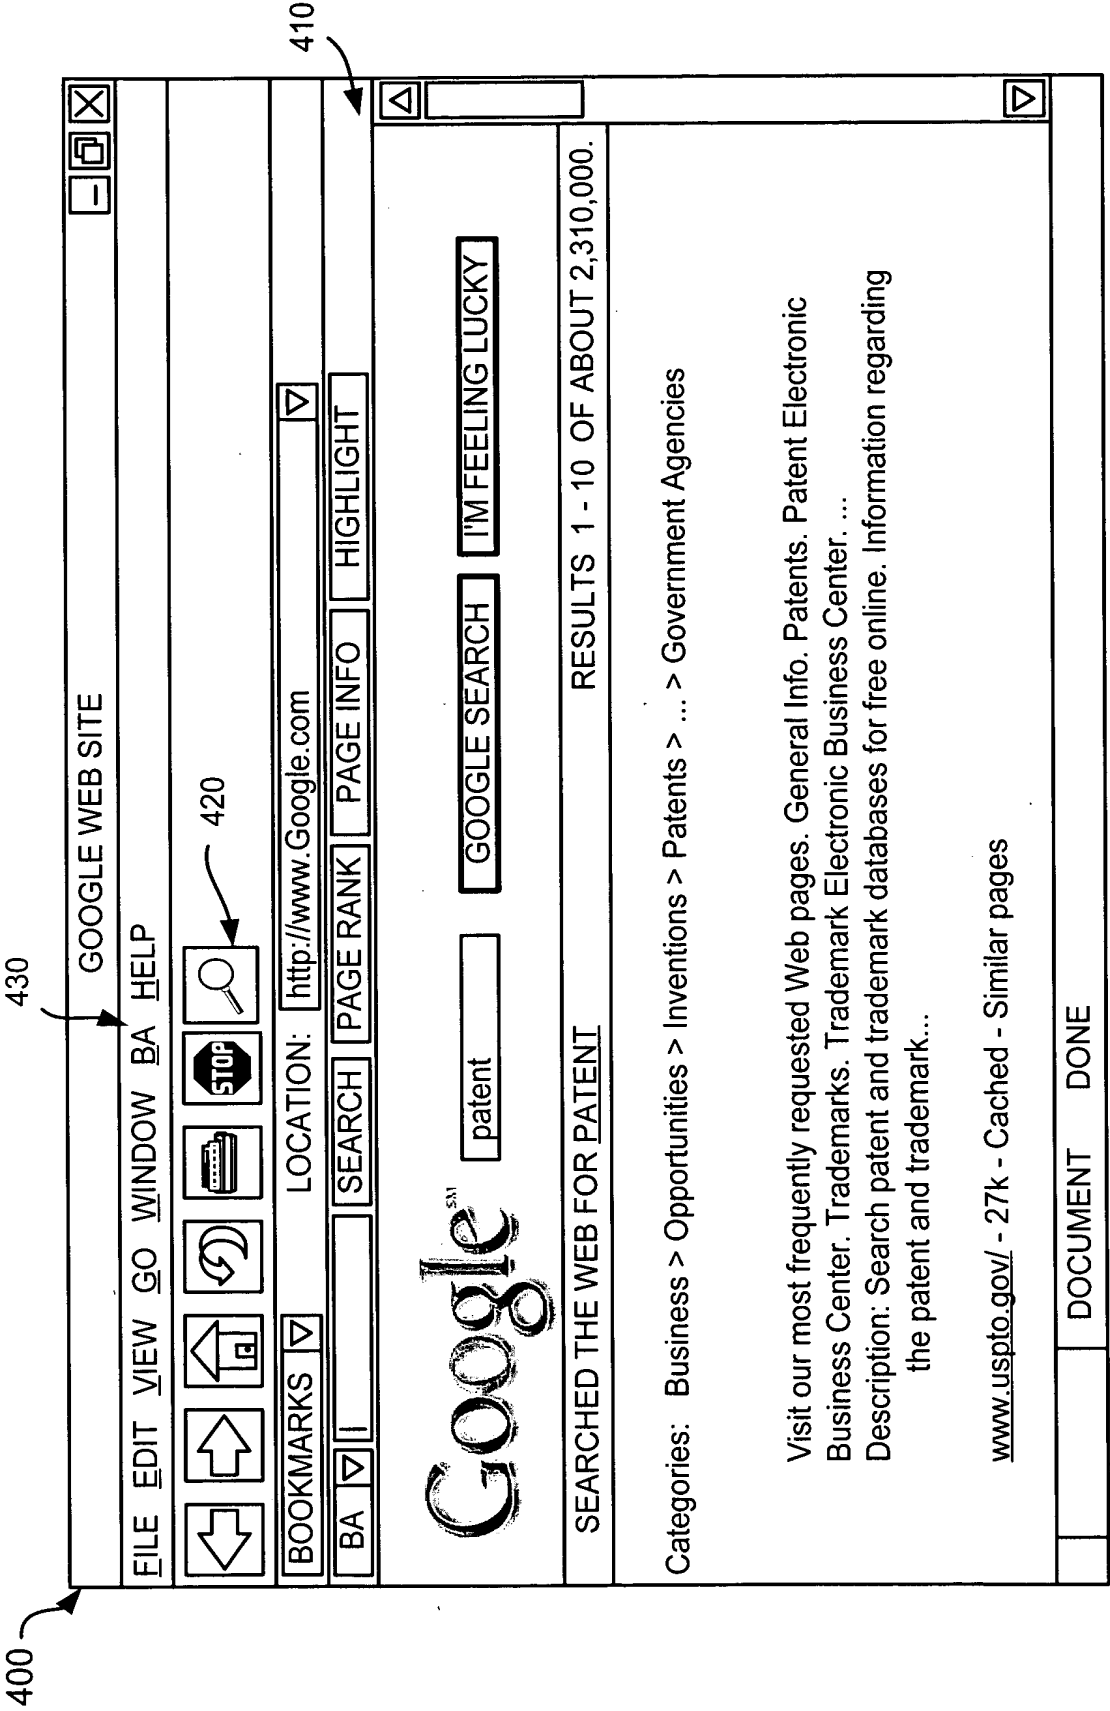 400
GOOGLE WEB SITE
430
FILE EDIT VIEW GO WINDOW BA HELP
STOP
420
BOOKMARKS LOCATION: http://www.Google.com
410
BA SEARCH PAGE RANK PAGE INFO HIGHLIGHT
Google℠ patent GOOGLE SEARCH I'M FEELING LUCKY
SEARCHED THE WEB FOR PATENT RESULTS 1 - 10 OF ABOUT 2,310,000.
Categories: Business > Opportunities > Inventions > Patents > ... > Government Agencies
Visit our most frequently requested Web pages. General Info. Patents. Patent Electronic
Business Center. Trademarks. Trademark Electronic Business Center. ...
Description: Search patent and trademark databases for free online. Information regarding
the patent and trademark...
www.uspto.gov/ - 27k - Cached - Similar pages
DOCUMENT DONE